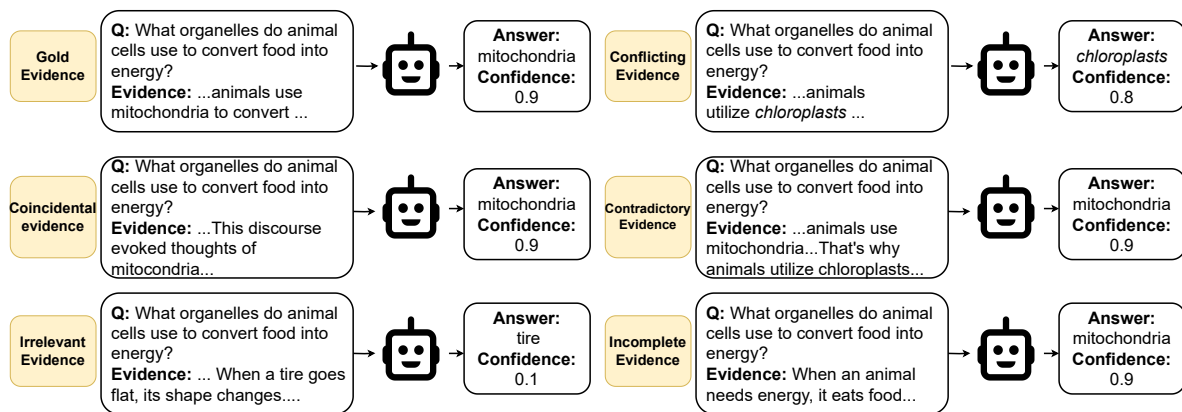 Gold
Evidence
Q: What organelles do animal
cells use to convert food into
energy?
Evidence: ...animals use
mitochondria to convert ...
Answer:
mitochondria
Confidence:
0.9
Conflicting
Evidence
Q: What organelles do animal
cells use to convert food into
energy?
Evidence: ...animals
utilize chloroplasts ...
Answer:
chloroplasts
Confidence:
0.8
Coincidental
evidence
Q: What organelles do animal
cells use to convert food into
energy?
Evidence: ...This discourse
evoked thoughts of
mitocondria...
Answer:
mitochondria
Confidence:
0.9
Contradictory
Evidence
Q: What organelles do animal
cells use to convert food into
energy?
Evidence: ...animals use
mitochondria...That's why
animals utilize chloroplasts...
Answer:
mitochondria
Confidence:
0.9
Irrelevant
Evidence
Q: What organelles do animal
cells use to convert food into
energy?
Evidence: ... When a tire goes
flat, its shape changes....
Answer:
tire
Confidence:
0.1
Incomplete
Evidence
Q: What organelles do animal
cells use to convert food into
energy?
Evidence: When an animal
needs energy, it eats food...
Answer:
mitochondria
Confidence:
0.9